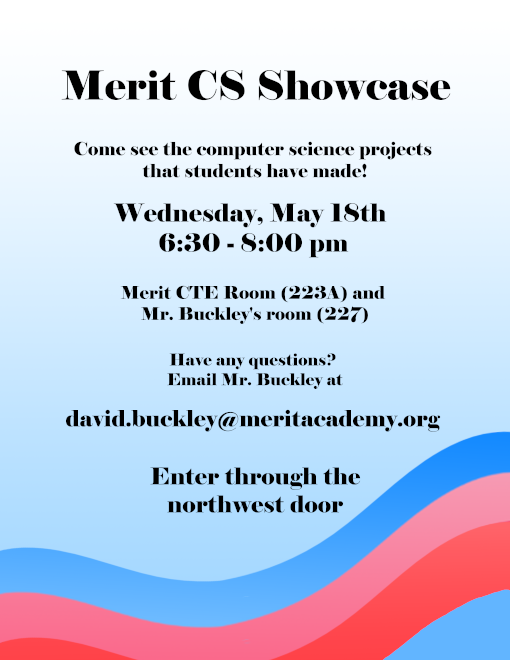 Merit CS Showcase
Come see the computer science projects
that students have made!
Wednesday, May 18th
6:30 - 8:00 pm
Merit CTE Room (223A) and
Mr. Buckley's room (227)
Have any questions?
Email Mr. Buckley at
david.buckley@meritacademy.org
Enter through the
northwest door